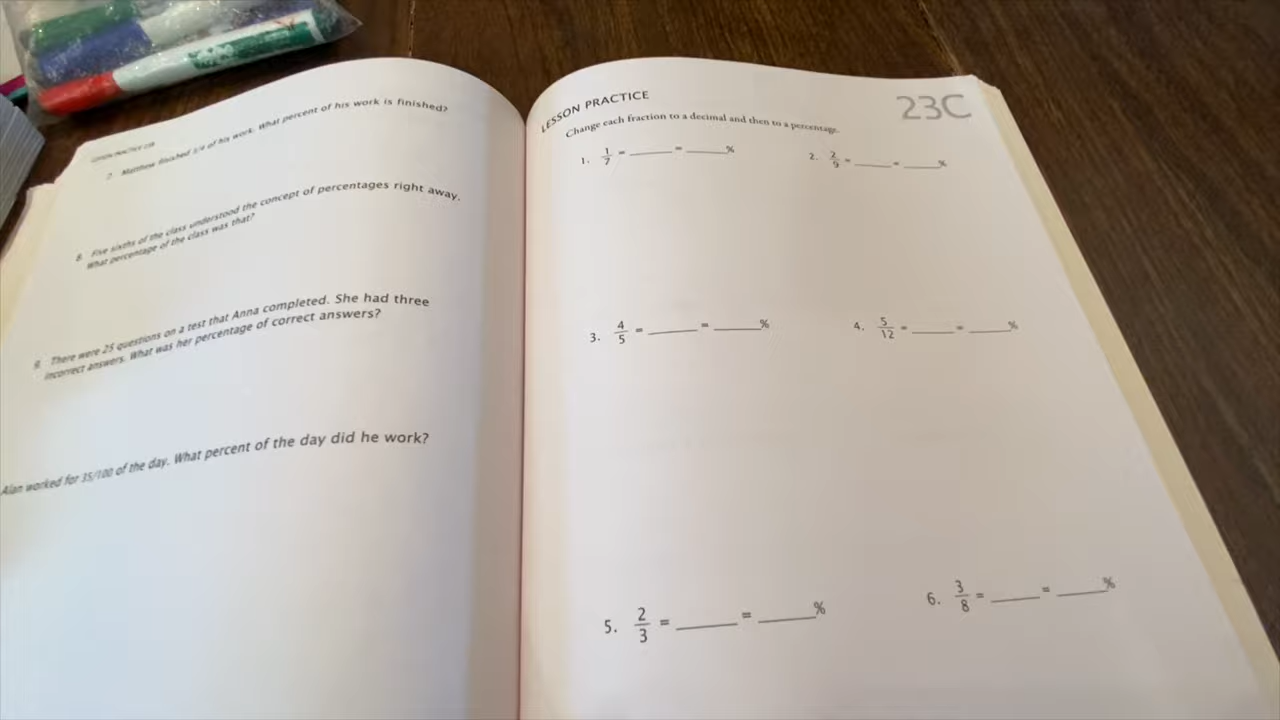 LESSON PRACTICE 23B
7. Matthew finished 3/4 of his work. What percent of his work is finished?
8. Five sixths of the class understood the concept of percentages right away.
What percentage of the class was that?
9. There were 25 questions on a test that Anna completed. She had three
incorrect answers. What was her percentage of correct answers?
Alan worked for 35/100 of the day. What percent of the day did he work?
LESSON PRACTICE
23C
Change each fraction to a decimal and then to a percentage.
1. 1/7 = ______ = ______%
2. 2/9 = ______ = ______%
3. 4/5 = ______ = ______%
4. 5/12 = ______ = ______%
5. 2/3 = ______ = ______%
6. 3/8 = ______ = ______%